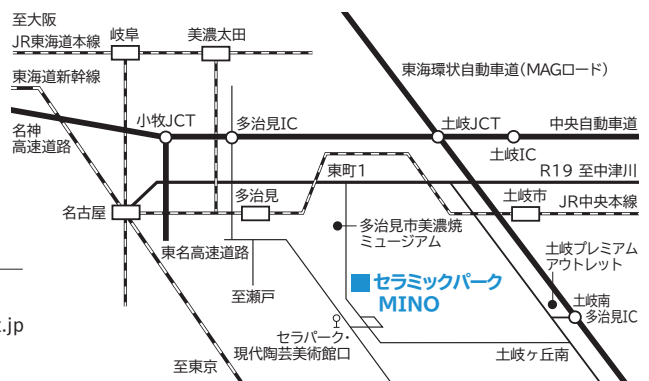 至大阪
JR東海道本線
岐阜
美濃太田
東海道新幹線
東海環状自動車道(MAGロード)
小牧JCT
多治見IC
土岐JCT
中央自動車道
名神
高速道路
土岐IC
東町1
R19 至中津川
多治見
土岐市
JR中央本線
名古屋
多治見市美濃焼
ミュージアム
東名高速道路
土岐プレミアム
アウトレット
セラミックパーク
MINO
至瀬戸
土岐南
多治見IC
t.jp
セラパーク・
現代陶芸美術館口
土岐ヶ丘南
至東京